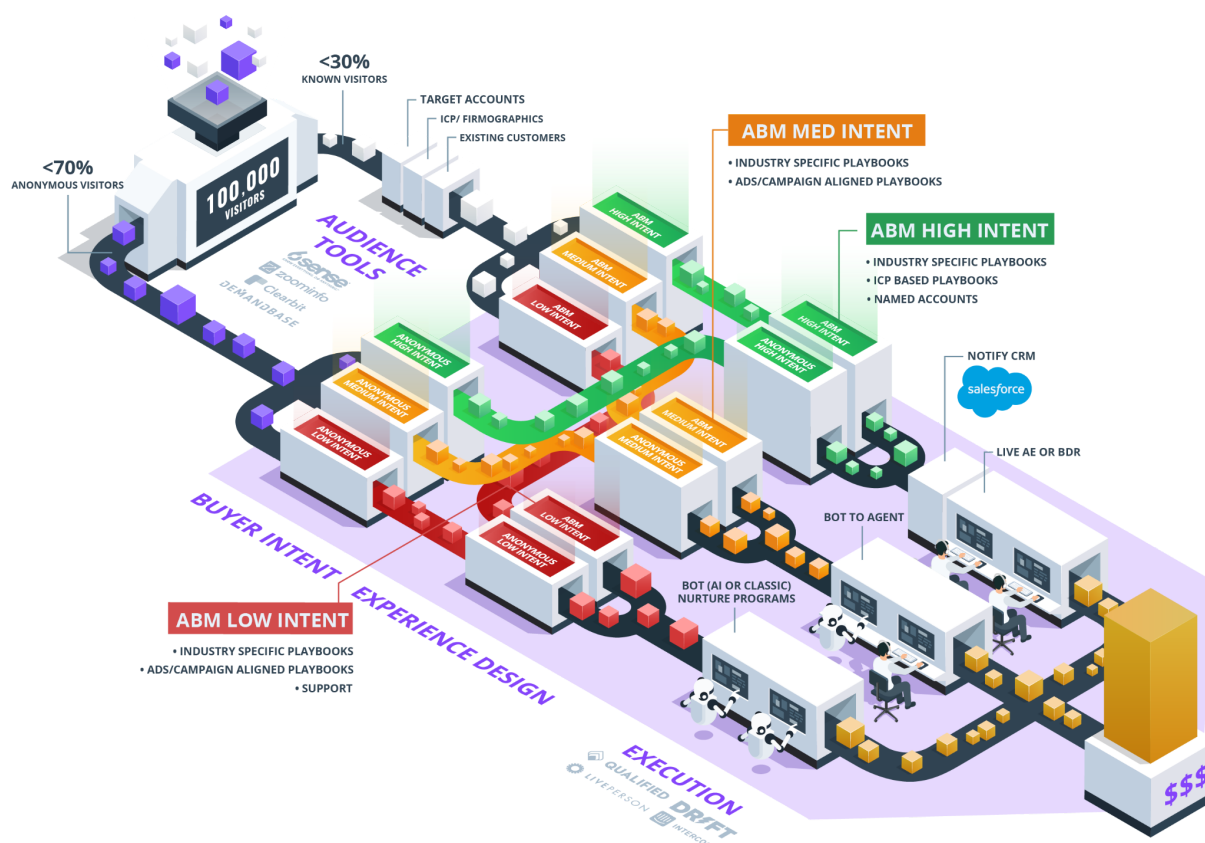 <30%
KNOWN VISITORS
TARGET ACCOUNTS
ICP/ FIRMOGRAPHICS
EXISTING CUSTOMERS
<70%
ANONYMOUS VISITORS
100,000
VISITORS
AUDIENCE
TOOLS
6sense
zoominfo
Clearbit
DEMANDBASE
ABM MED INTENT
• INDUSTRY SPECIFIC PLAYBOOKS
• ADS/CAMPAIGN ALIGNED PLAYBOOKS
ABM HIGH INTENT
• INDUSTRY SPECIFIC PLAYBOOKS
• ICP BASED PLAYBOOKS
• NAMED ACCOUNTS
ABM
HIGH INTENT
ABM
MEDIUM INTENT
ABM
LOW INTENT
ANONYMOUS
HIGH INTENT
ANONYMOUS
MEDIUM INTENT
ANONYMOUS
LOW INTENT
ABM
HIGH INTENT
ANONYMOUS
HIGH INTENT
ABM
MEDIUM INTENT
ANONYMOUS
MEDIUM INTENT
ABM
LOW INTENT
ANONYMOUS
LOW INTENT
NOTIFY CRM
salesforce
LIVE AE OR BDR
BOT TO AGENT
BOT (AI OR CLASSIC)
NURTURE PROGRAMS
BUYER INTENT
EXPERIENCE DESIGN
ABM LOW INTENT
• INDUSTRY SPECIFIC PLAYBOOKS
• ADS/CAMPAIGN ALIGNED PLAYBOOKS
• SUPPORT
EXECUTION
QUALIFIED
LIVEPERSON
DRIFT
INTERCO
$$$